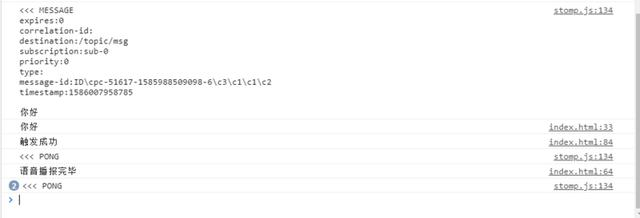 <<< MESSAGE stomp.js:134
expires:0
correlation-id:
destination:/topic/msg
subscription:sub-0
priority:0
type:
message-id:ID\cpc-51617-1585988509098-6\c3\c1\c1\c2
timestamp:1586007958785
你好
你好 index.html:33
触发成功 index.html:84
<<< PONG stomp.js:134
语音播报完毕 index.html:64
2 <<< PONG stomp.js:134
>